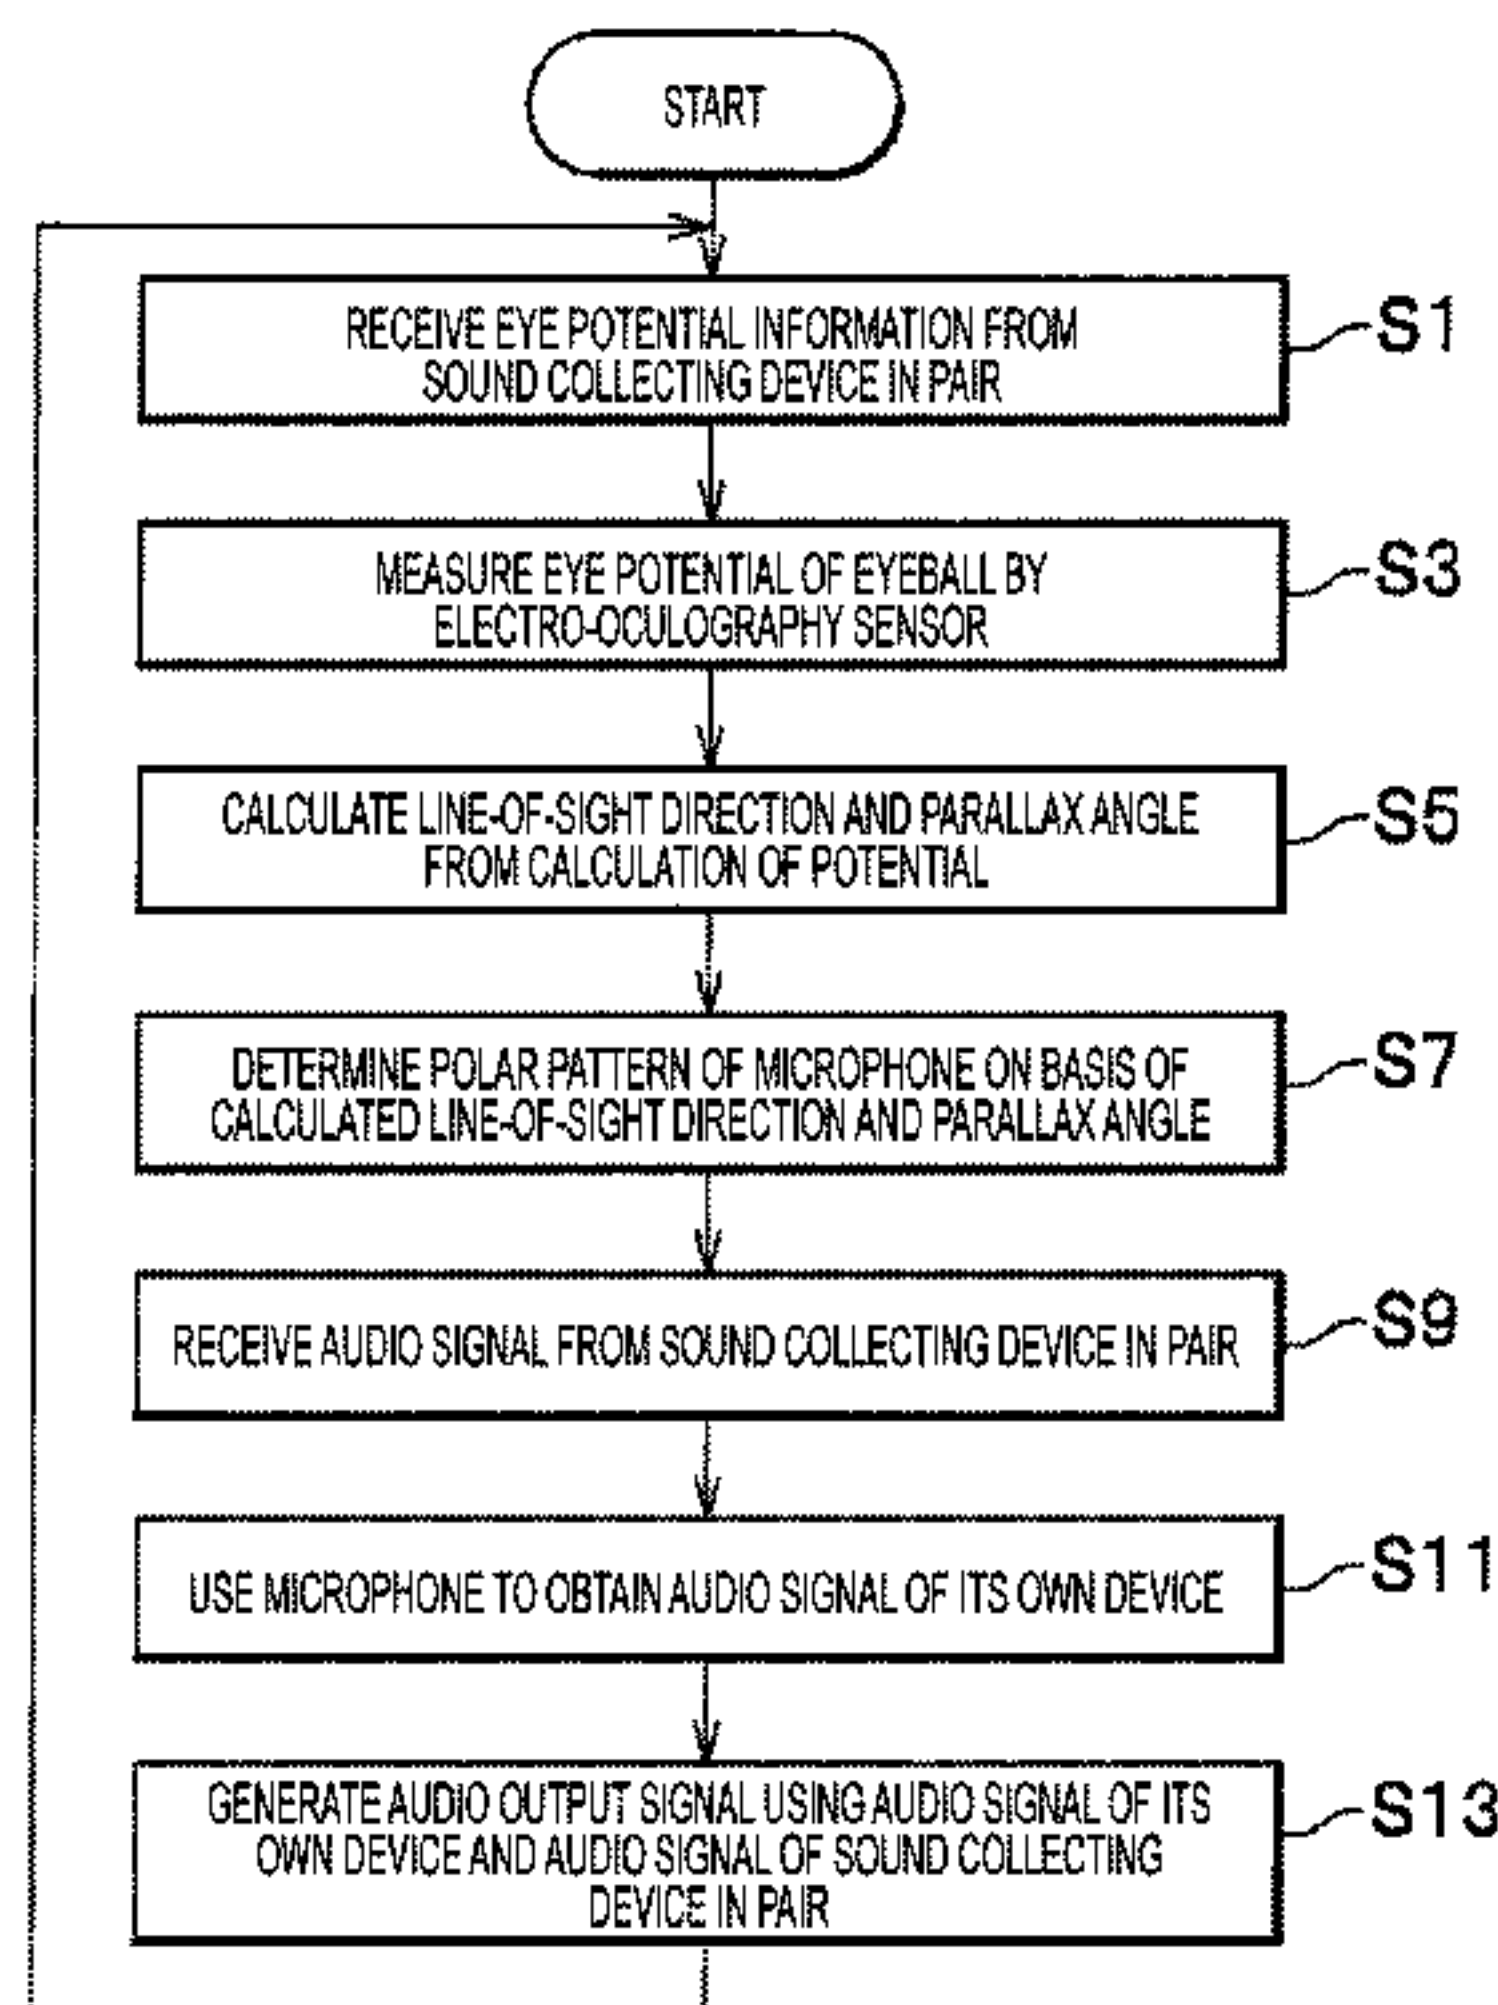 START
RECEIVE EYE POTENTIAL INFORMATION FROM
SOUND COLLECTING DEVICE IN PAIR
S1
MEASURE EYE POTENTIAL OF EYEBALL BY
ELECTRO-OCULOGRAPHY SENSOR
S3
CALCULATE LINE-OF-SIGHT DIRECTION AND PARALLAX ANGLE
FROM CALCULATION OF POTENTIAL
S5
DETERMINE POLAR PATTERN OF MICROPHONE ON BASIS OF
CALCULATED LINE-OF-SIGHT DIRECTION AND PARALLAX ANGLE
S7
RECEIVE AUDIO SIGNAL FROM SOUND COLLECTING DEVICE IN PAIR
S9
USE MICROPHONE TO OBTAIN AUDIO SIGNAL OF ITS OWN DEVICE
S11
GENERATE AUDIO OUTPUT SIGNAL USING AUDIO SIGNAL OF ITS
OWN DEVICE AND AUDIO SIGNAL OF SOUND COLLECTING
DEVICE IN PAIR
S13